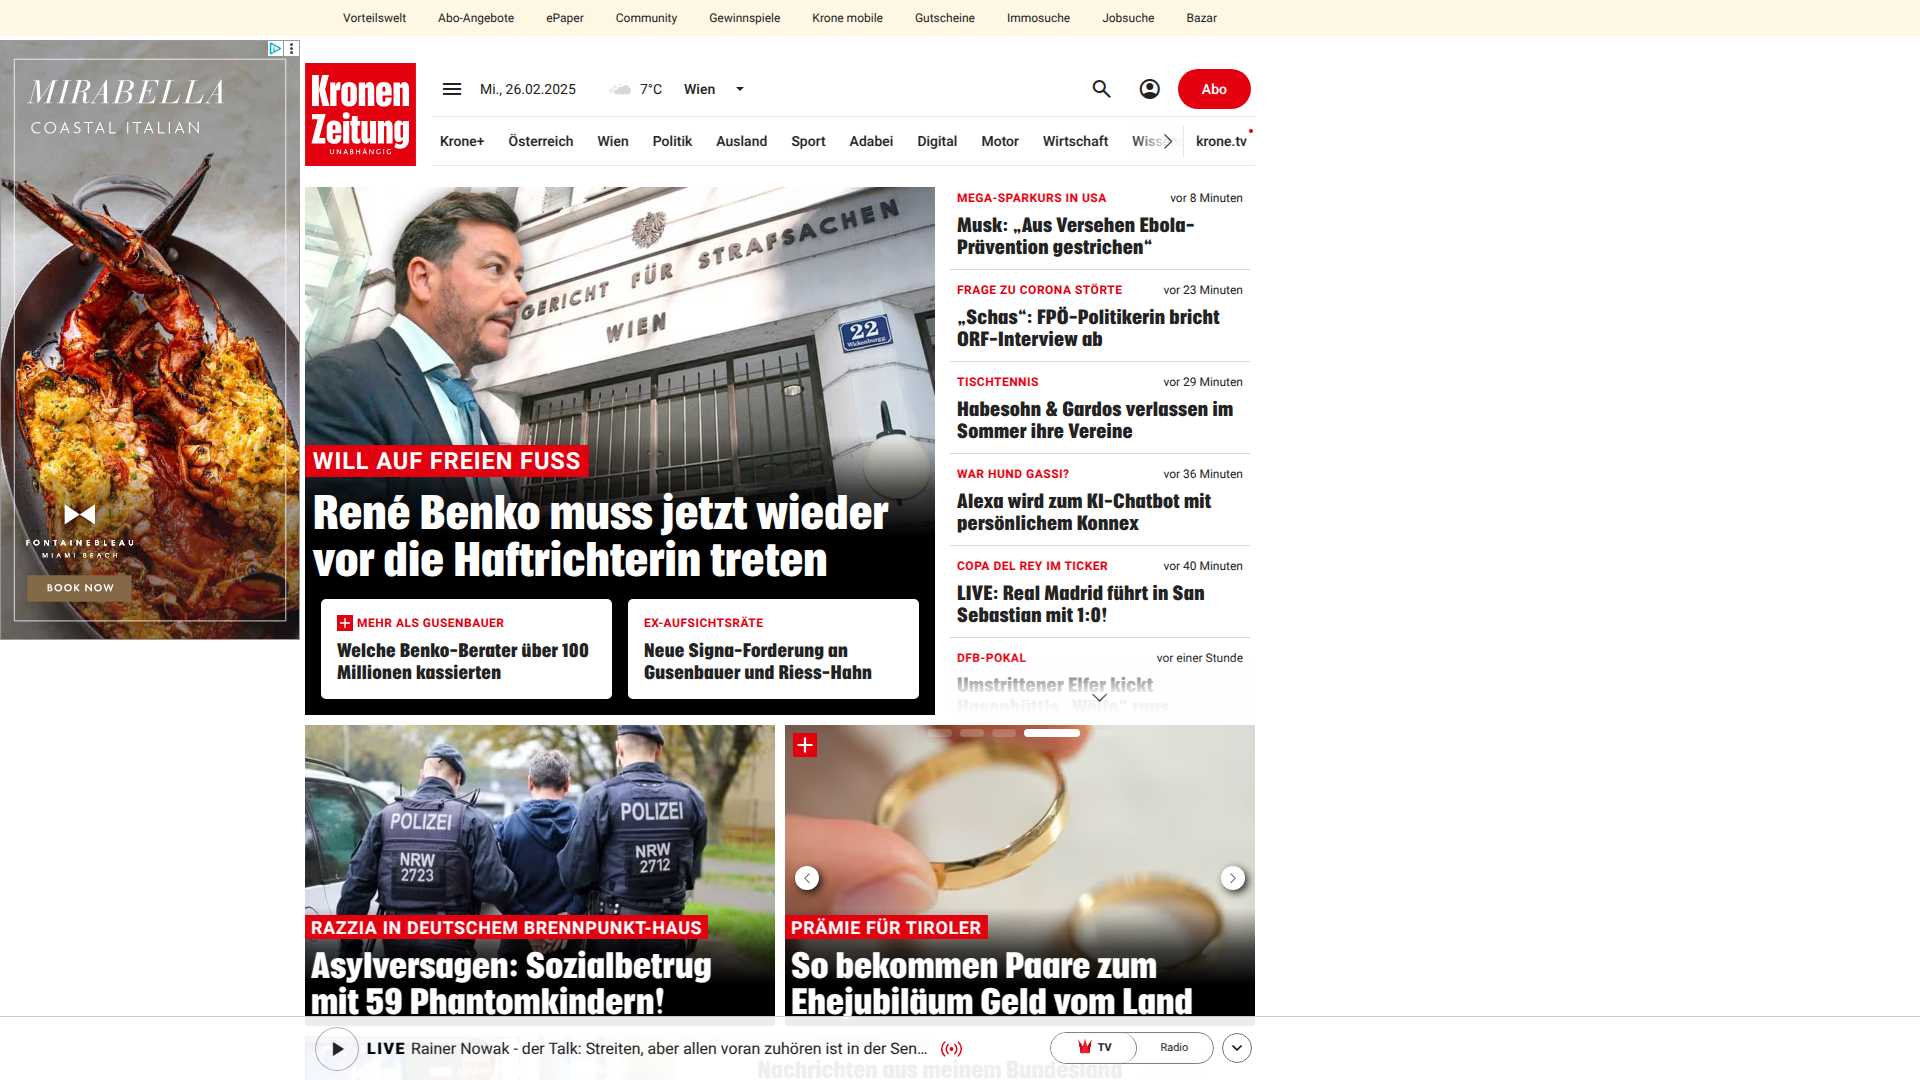 Vorteilswelt Abo-Angebote ePaper Community Gewinnspiele Krone mobile Gutscheine Immosuche Jobsuche Bazar
MIRABELLA
COASTAL ITALIAN
FONTAINEBLEAU
MIAMI BEACH
BOOK NOW
Kronen
Zeitung
UNABHÄNGIG
Mi., 26.02.2025 7°C Wien
Abo
Krone+ Österreich Wien Politik Ausland Sport Adabei Digital Motor Wirtschaft krone.tv
GERICHT FÜR STRAFSACHEN
WIEN
22
Wickenburgg
WILL AUF FREIEN FUSS
René Benko muss jetzt wieder
vor die Haftrichterin treten
MEHR ALS GUSENBAUER
Welche Benko-Berater über 100
Millionen kassierten
EX-AUFSICHTSRÄTE
Neue Signa-Forderung an
Gusenbauer und Riess-Hahn
MEGA-SPARKURS IN USA vor 8 Minuten
Musk: „Aus Versehen Ebola-
Prävention gestrichen“
FRAGE ZU CORONA STÖRTE vor 23 Minuten
„Schas“: FPÖ-Politikerin bricht
ORF-Interview ab
TISCHTENNIS vor 29 Minuten
Habesohn & Gardos verlassen im
Sommer ihre Vereine
WAR HUND GASSI? vor 36 Minuten
Alexa wird zum KI-Chatbot mit
persönlichem Konnex
COPA DEL REY IM TICKER vor 40 Minuten
LIVE: Real Madrid führt in San
Sebastian mit 1:0!
DFB-POKAL vor einer Stunde
Umstrittener Elfer kickt
POLIZEI
NRW
2723
POLIZEI
NRW
2712
RAZZIA IN DEUTSCHEM BRENNPUNKT-HAUS
Asylversagen: Sozialbetrug
mit 59 Phantomkindern!
PRÄMIE FÜR TIROLER
So bekommen Paare zum
Ehejubiläum Geld vom Land
LIVE Rainer Nowak - der Talk: Streiten, aber allen voran zuhören ist in der Sen...
TV Radio
Nachrichten aus meinem Bundesland